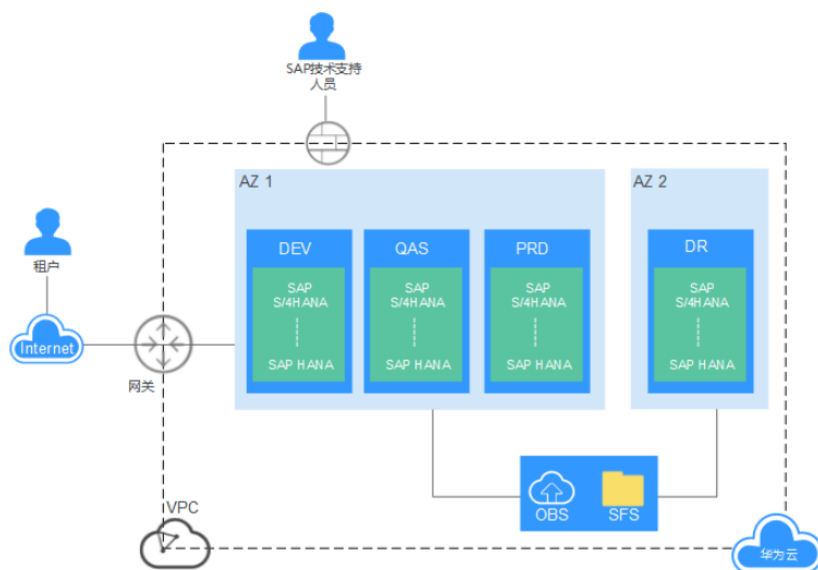 SAP技术支持
人员
AZ 1
AZ 2
租户
DEV
QAS
PRD
DR
SAP
S/4HANA
SAP HANA
SAP
S/4HANA
SAP HANA
SAP
S/4HANA
SAP HANA
SAP
S/4HANA
SAP HANA
Internet
网关
OBS
SFS
VPC
华为云